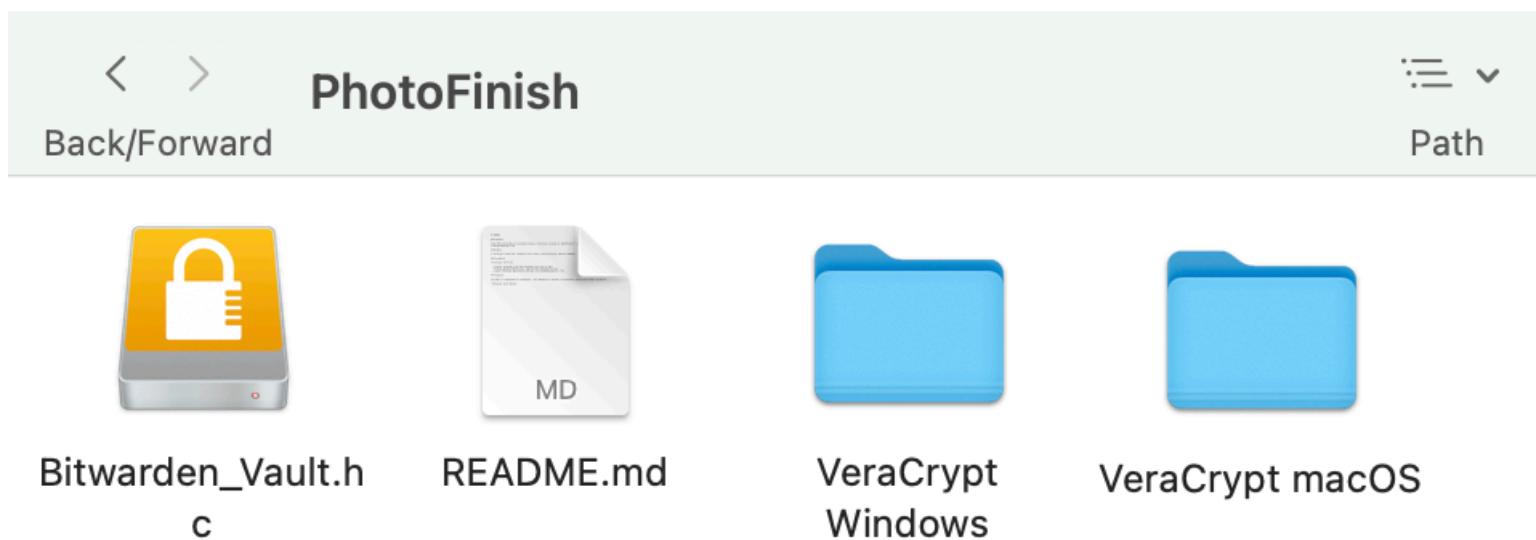 PhotoFinish
Back/Forward
Path
MD
Bitwarden_Vault.h
c
README.md
VeraCrypt
Windows
VeraCrypt macOS